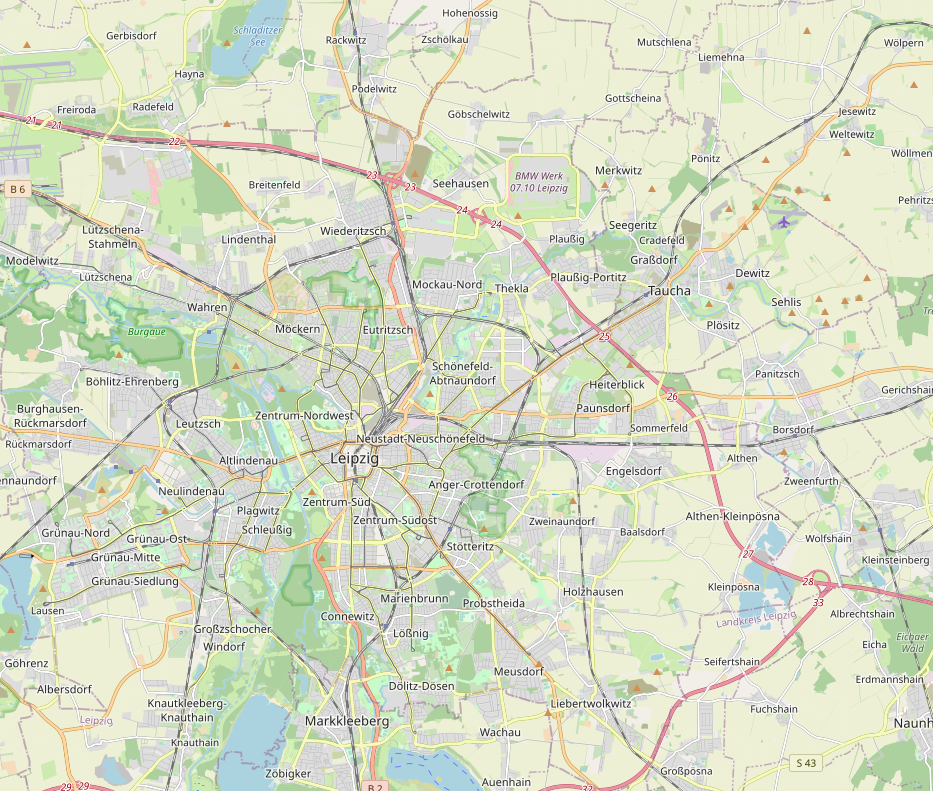 Hohenossig
Gerbisdorf
Schladitzer
See
Rackwitz
Zschölkau
Mutschlena
Wölpern
Liemehna
Hayna
Podelwitz
Gottscheina
Freiroda
Radefeld
Göbschelwitz
Jesewitz
21
21
Weltewitz
22
Pönitz
Wöllmen
Merkwitz
BMW Werk
07.10 Leipzig
23
23
Seehausen
Breitenfeld
B 6
Pehritzs
24
24
Seegeritz
Lützschena-
Stahmeln
Lindenthal
Wiederitzsch
Plaußig
Cradefeld
Modelwitz
Graßdorf
Lützschena
Mockau-Nord
Thekla
Plaußig-Portitz
Dewitz
Taucha
Wahren
Sehlis
Burgaue
Möckern
Eutritzsch
Plösitz
25
Schönefeld-
Abtnaundorf
Panitzsch
Böhlitz-Ehrenberg
Heiterblick
Gerichshain
26
Burghausen-
Rückmarsdorf
Leutzsch
Zentrum-Nordwest
Paunsdorf
Sommerfeld
Borsdorf
Rückmarsdorf
Neustadt-Neuschönefeld
Leipzig
Altlindenau
Althen
Engelsdorf
ennaundorf
Neulindenau
Anger-Crottendorf
Zweenfurth
Zentrum-Süd
Plagwitz
Schleußig
Zentrum-Südost
Zweinaundorf
Althen-Kleinpösna
Grünau-Nord
Grünau-Ost
Baalsdorf
Wolfshain
Grünau-Mitte
Stötteritz
27
Kleinsteinberg
Grünau-Siedlung
28
Kleinpösna
Holzhausen
Marienbrunn
Probstheida
33
Lausen
Connewitz
Landkreis Leipzig
Albrechtshain
Großzschocher
Lößnig
Windorf
Eicha
Eichaer
Wald
Göhrenz
Seifertshain
Meusdorf
Erdmannshain
Albersdorf
Dölitz-Dösen
Knautkleeberg-
Knauthain
Liebertwolkwitz
Fuchshain
Leipzig
Markkleeberg
Naunh
Wachau
Knauthain
S 43
Zöbigker
Großpösna
Auenhain
29
29
B 2
32